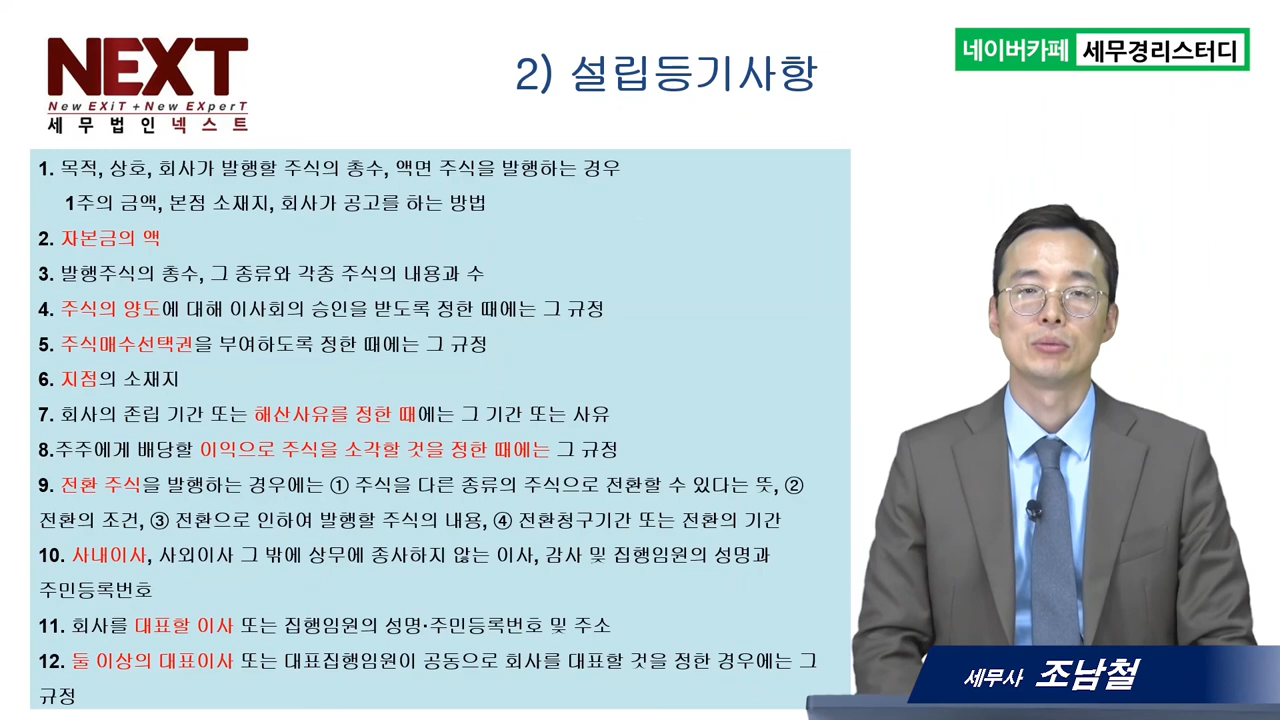 NEXT
New EXiT + New EXperT
세무법인넥스트
2) 설립등기사항
네이버카페 세무경리스터디
1. 목적, 상호, 회사가 발행할 주식의 총수, 액면 주식을 발행하는 경우
1주의 금액, 본점 소재지, 회사가 공고를 하는 방법
2. 자본금의 액
3. 발행주식의 총수, 그 종류와 각종 주식의 내용과 수
4. 주식의 양도에 대해 이사회의 승인을 받도록 정한 때에는 그 규정
5. 주식매수선택권을 부여하도록 정한 때에는 그 규정
6. 지점의 소재지
7. 회사의 존립 기간 또는 해산사유를 정한 때에는 그 기간 또는 사유
8.주주에게 배당할 이익으로 주식을 소각할 것을 정한 때에는 그 규정
9. 전환 주식을 발행하는 경우에는 ① 주식을 다른 종류의 주식으로 전환할 수 있다는 뜻, ②
전환의 조건, ③ 전환으로 인하여 발행할 주식의 내용, ④ 전환청구기간 또는 전환의 기간
10. 사내이사, 사외이사 그 밖에 상무에 종사하지 않는 이사, 감사 및 집행임원의 성명과
주민등록번호
11. 회사를 대표할 이사 또는 집행임원의 성명·주민등록번호 및 주소
12. 둘 이상의 대표이사 또는 대표집행임원이 공동으로 회사를 대표할 것을 정한 경우에는 그
규정
세무사 조남철